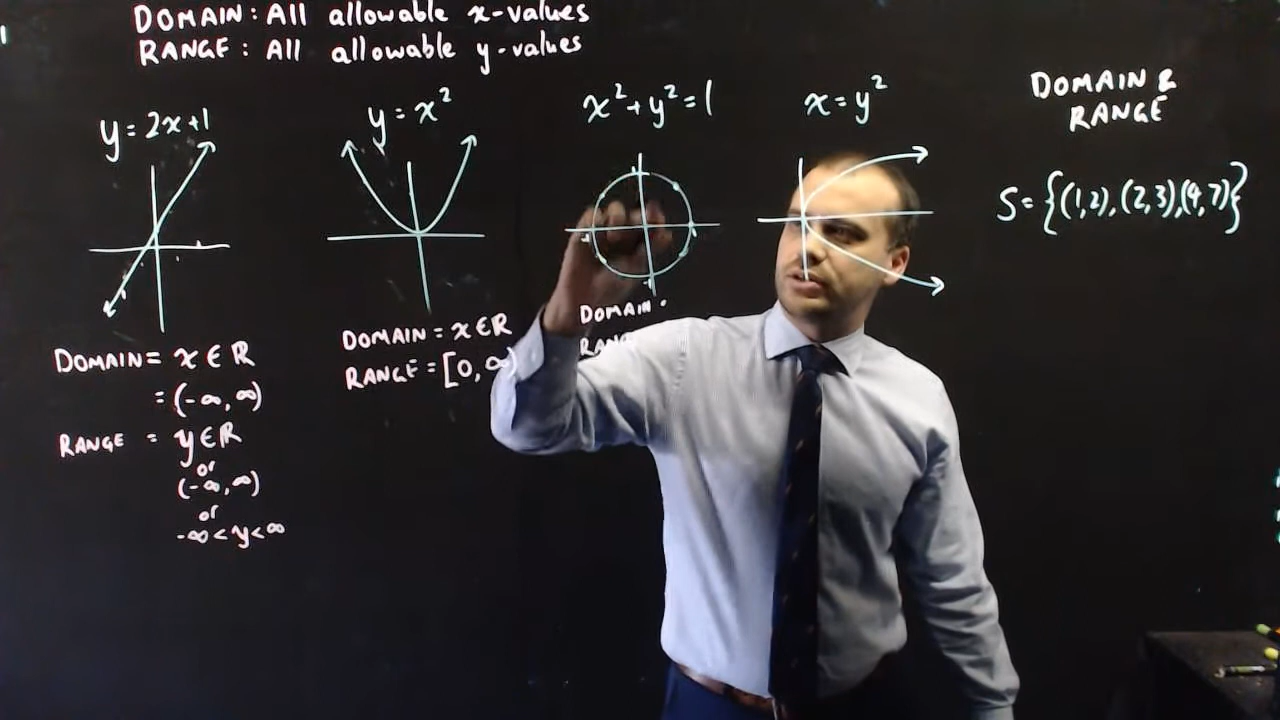 DOMAIN: All allowable x-values
RANGE: All allowable y-values
y = 2x+1
DOMAIN = x ∈ ℝ
= (-∞, ∞)
RANGE = y ∈ ℝ
or
(-∞, ∞)
or
-∞ < y < ∞
y = x²
DOMAIN = x ∈ ℝ
RANGE = [0, ∞)
x² + y² = 1
DOMAIN
x = y²
DOMAIN &
RANGE
S = {(1,2), (2,3), (4,7)}